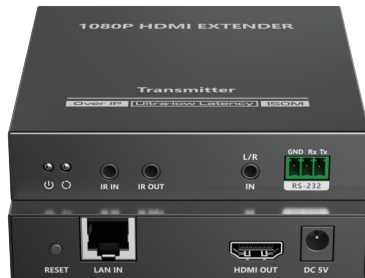 1080P HDMI EXTENDER
Transmitter
Over IP Ultra-low Latency 150M
L/R GND Rx Tx
IR IN IR OUT IN RS-232
RESET LAN IN HDMI OUT DC 5V